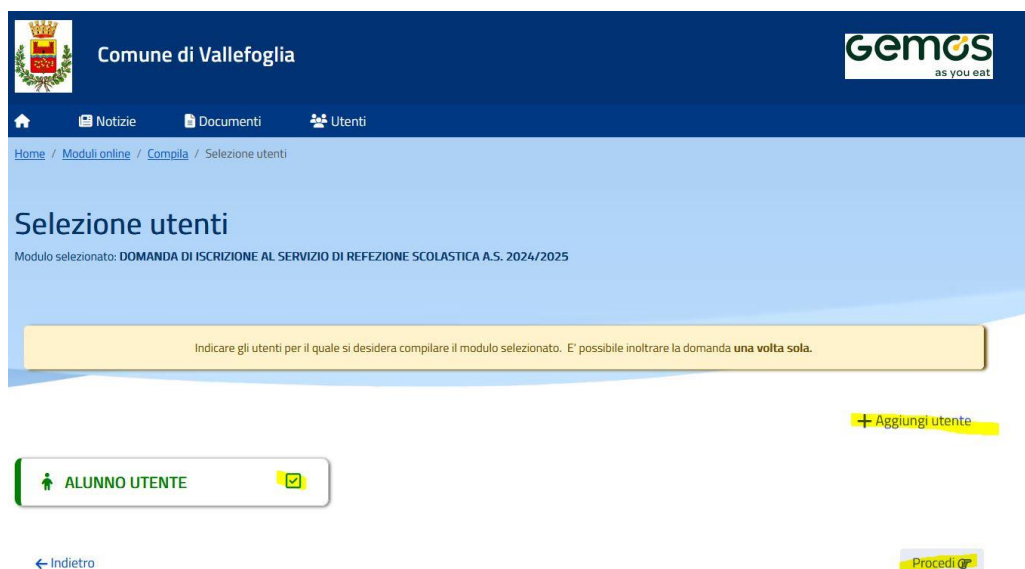 Comune di Vallefoglia
Gemos
as you eat
Notizie Documenti Utenti
Home / Moduli online / Compila / Selezione utenti
Selezione utenti
Modulo selezionato: DOMANDA DI ISCRIZIONE AL SERVIZIO DI REFEZIONE SCOLASTICA A.S. 2024/2025
Indicare gli utenti per il quale si desidera compilare il modulo selezionato. E' possibile inoltrare la domanda una volta sola.
+ Aggiungi utente
ALUNNO UTENTE
← Indietro
Procedi